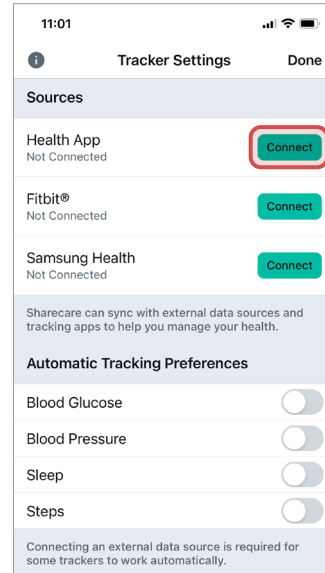 11:01
Tracker Settings
Done
Sources
Health App
Not Connected
Connect
Fitbit®
Not Connected
Connect
Samsung Health
Not Connected
Connect
Sharecare can sync with external data sources and
tracking apps to help you manage your health.
Automatic Tracking Preferences
Blood Glucose
Blood Pressure
Sleep
Steps
Connecting an external data source is required for
some trackers to work automatically.